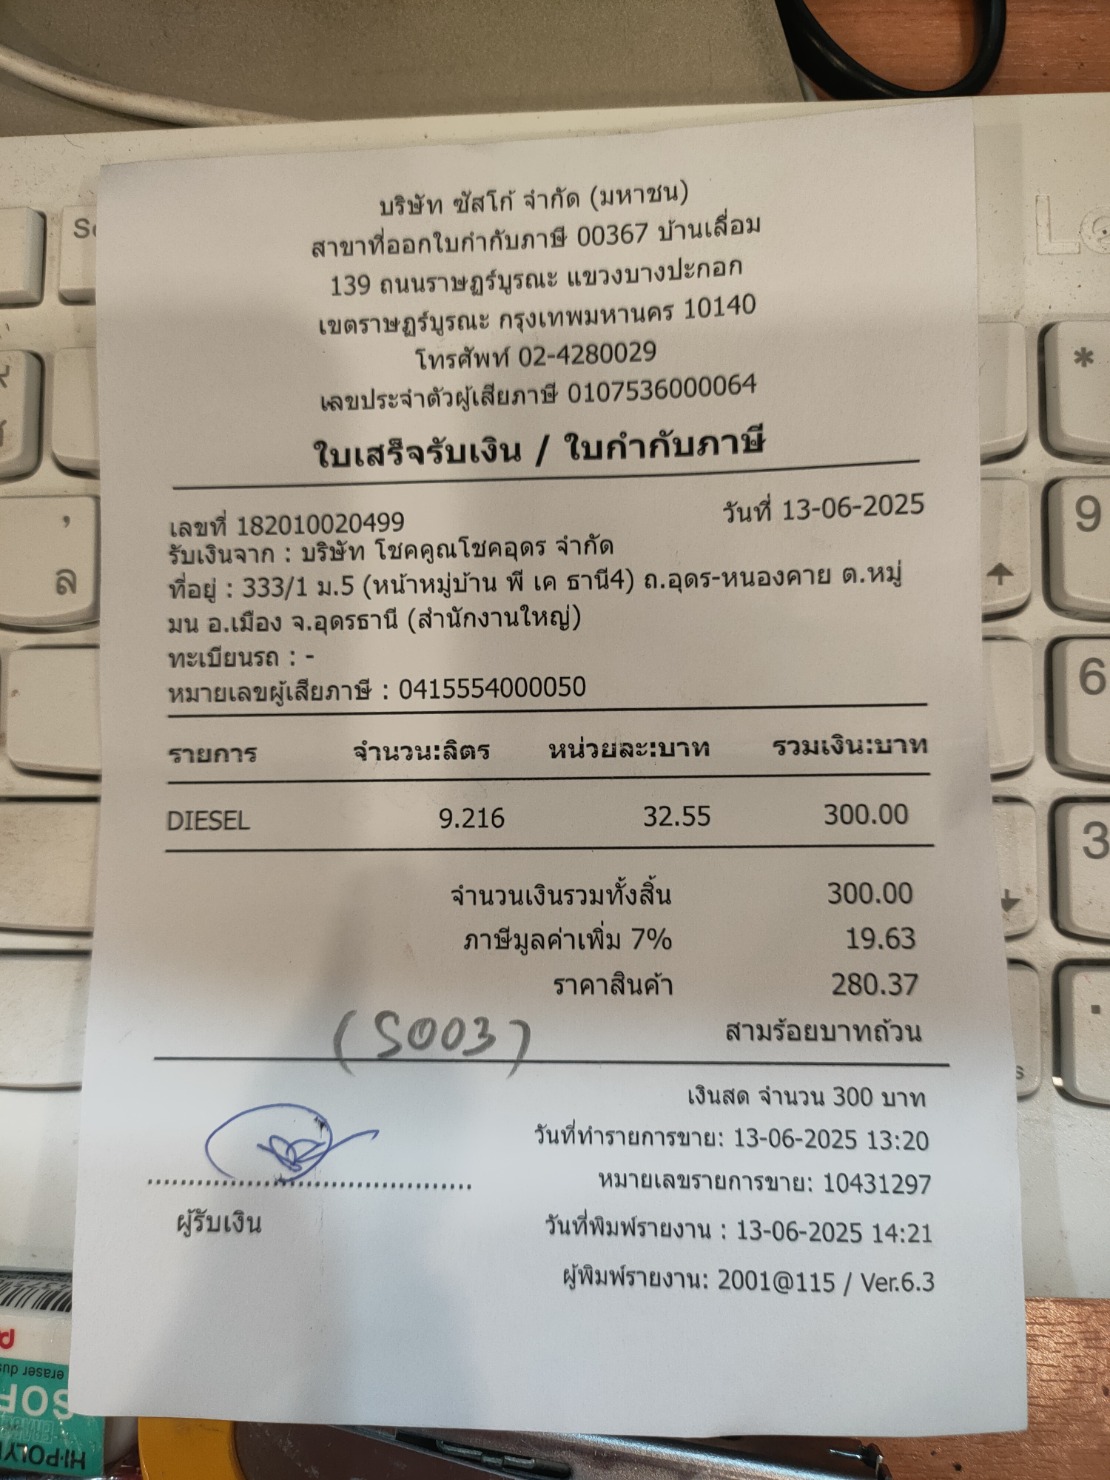 บริษัท ซัสโก้ จำกัด (มหาชน)
สาขาที่ออกใบกำกับภาษี 00367 บ้านเลื่อม
139 ถนนราษฎร์บูรณะ แขวงบางปะกอก
เขตราษฎร์บูรณะ กรุงเทพมหานคร 10140
โทรศัพท์ 02-4280029
เลขประจำตัวผู้เสียภาษี 0107536000064
ใบเสร็จรับเงิน / ใบกำกับภาษี
เลขที่ 182010020499 วันที่ 13-06-2025
รับเงินจาก : บริษัท โชคคูณโชคอุดร จำกัด
ที่อยู่ : 333/1 ม.5 (หน้าหมู่บ้าน พี เค ธานี4) ถ.อุดร-หนองคาย ต.หมู่
มน อ.เมือง จ.อุดรธานี (สำนักงานใหญ่)
ทะเบียนรถ : -
หมายเลขผู้เสียภาษี : 0415554000050
รายการ จำนวน:ลิตร หน่วยละ:บาท รวมเงิน:บาท
DIESEL 9.216 32.55 300.00
จำนวนเงินรวมทั้งสิ้น 300.00
ภาษีมูลค่าเพิ่ม 7% 19.63
ราคาสินค้า 280.37
(S003) สามร้อยบาทถ้วน
เงินสด จำนวน 300 บาท
วันที่ทำรายการขาย: 13-06-2025 13:20
หมายเลขรายการขาย: 10431297
ผู้รับเงิน วันที่พิมพ์รายงาน : 13-06-2025 14:21
ผู้พิมพ์รายงาน: 2001@115 / Ver.6.3
ล
*
9
6
3
HI-POLY